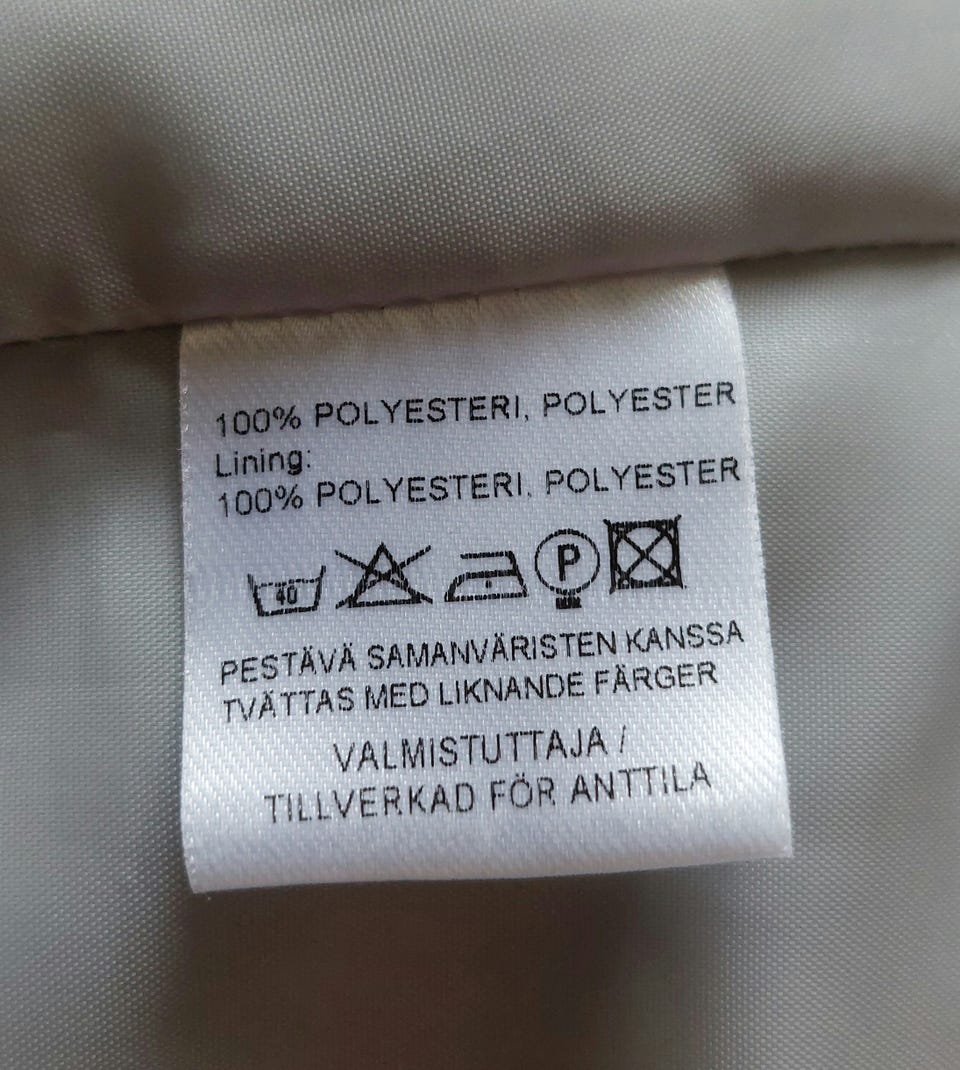 100% POLYESTERI, POLYESTER
Lining:
100% POLYESTERI, POLYESTER
40 P
PESTÄVÄ SAMANVÄRISTEN KANSSA
TVÄTTAS MED LIKNANDE FÄRGER
VALMISTUTTAJA /
TILLVERKAD FÖR ANTTILA